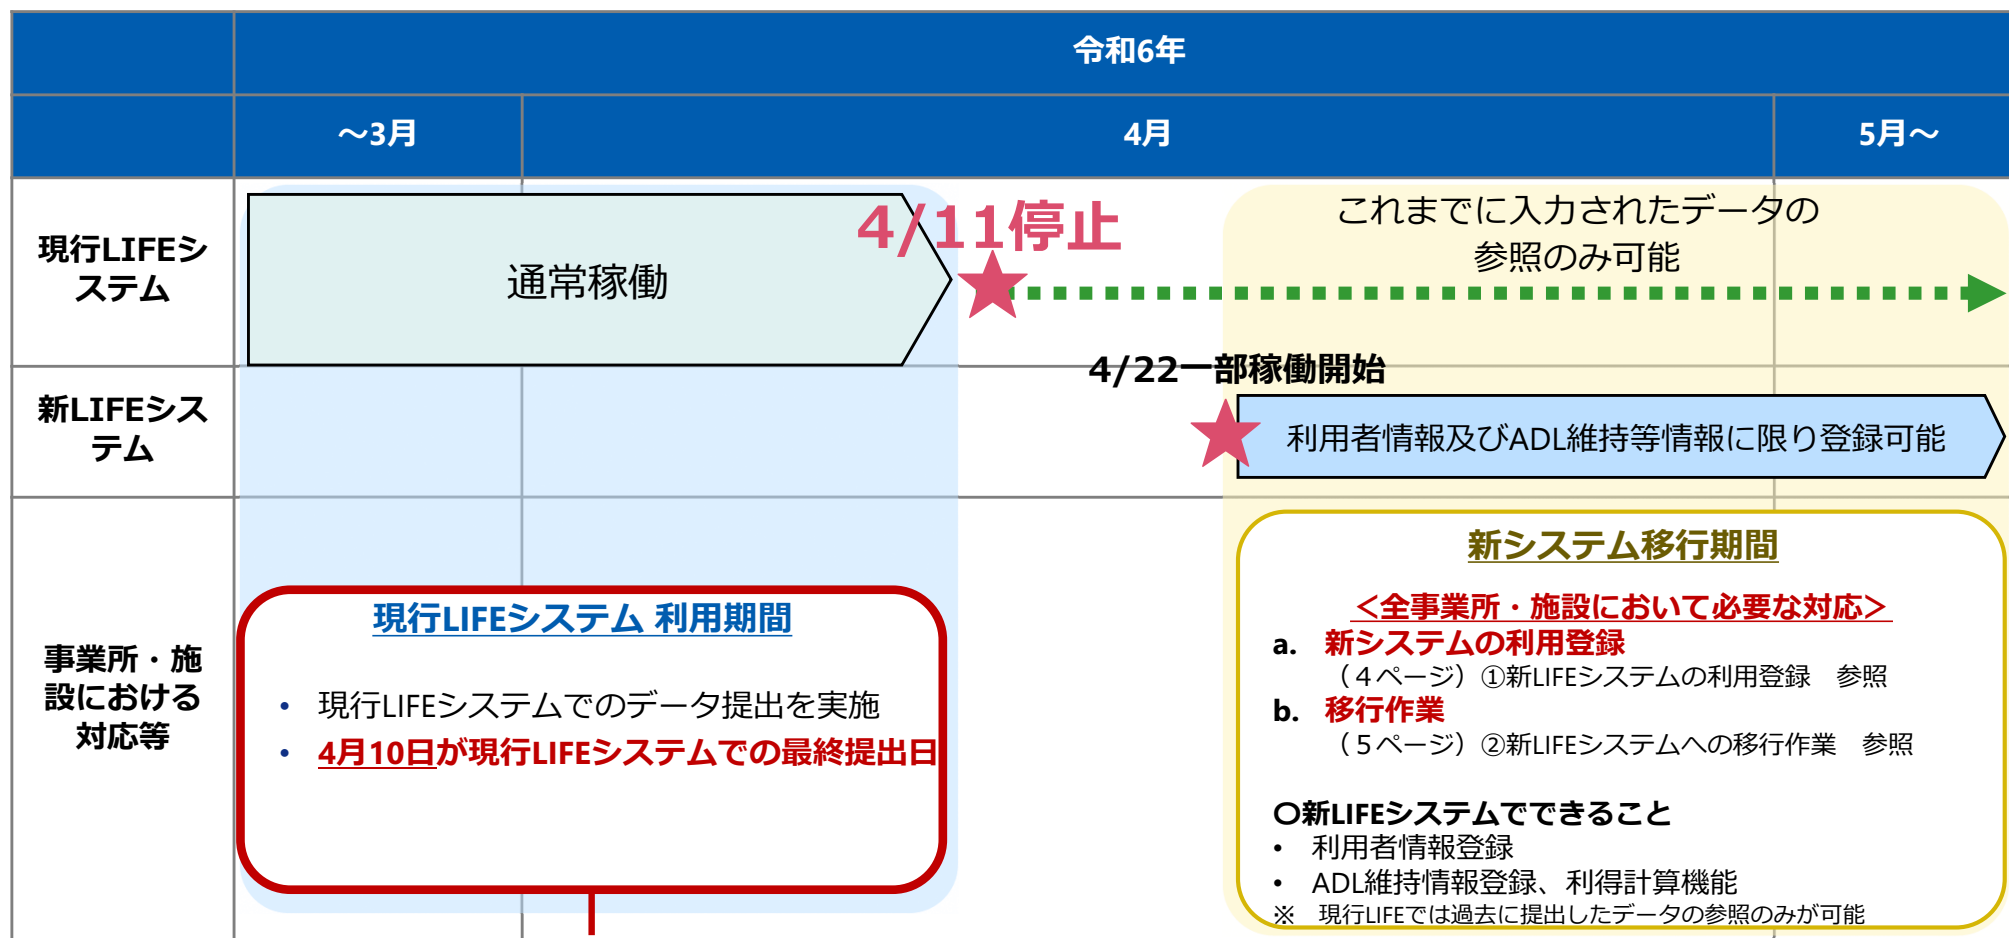 令和6年
～3月
4月
5月～
現行LIFEシ
ステム
通常稼働
4/11停止
これまでに入力されたデータの
参照のみ可能
新LIFEシス
テム
4/22一部稼働開始
利用者情報及びADL維持等情報に限り登録可能
事業所・施
設における
対応等
現行LIFEシステム 利用期間
• 現行LIFEシステムでのデータ提出を実施
• 4月10日が現行LIFEシステムでの最終提出日
新システム移行期間
＜全事業所・施設において必要な対応＞
a. 新システムの利用登録
（４ページ）①新LIFEシステムの利用登録　参照
b. 移行作業
（５ページ）②新LIFEシステムへの移行作業　参照
〇新LIFEシステムでできること
• 利用者情報登録
• ADL維持情報登録、利得計算機能
※　現行LIFEでは過去に提出したデータの参照のみが可能